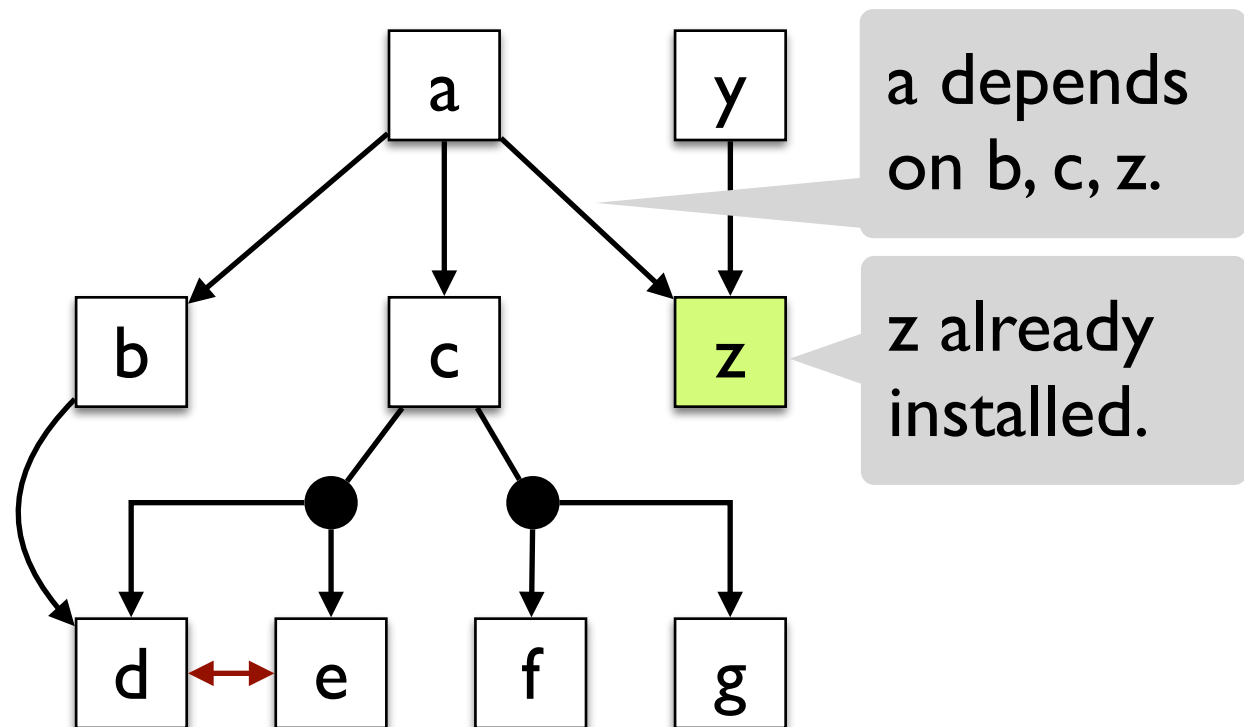 a
y
a depends
on b, c, z.
b
c
z
z already
installed.
d
e
f
g